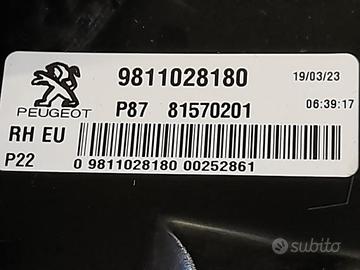 9811028180 19/03/23
PEUGEOT P87 81570201 06:39:17
RH EU
P22 0 9811028180 00252861
subito